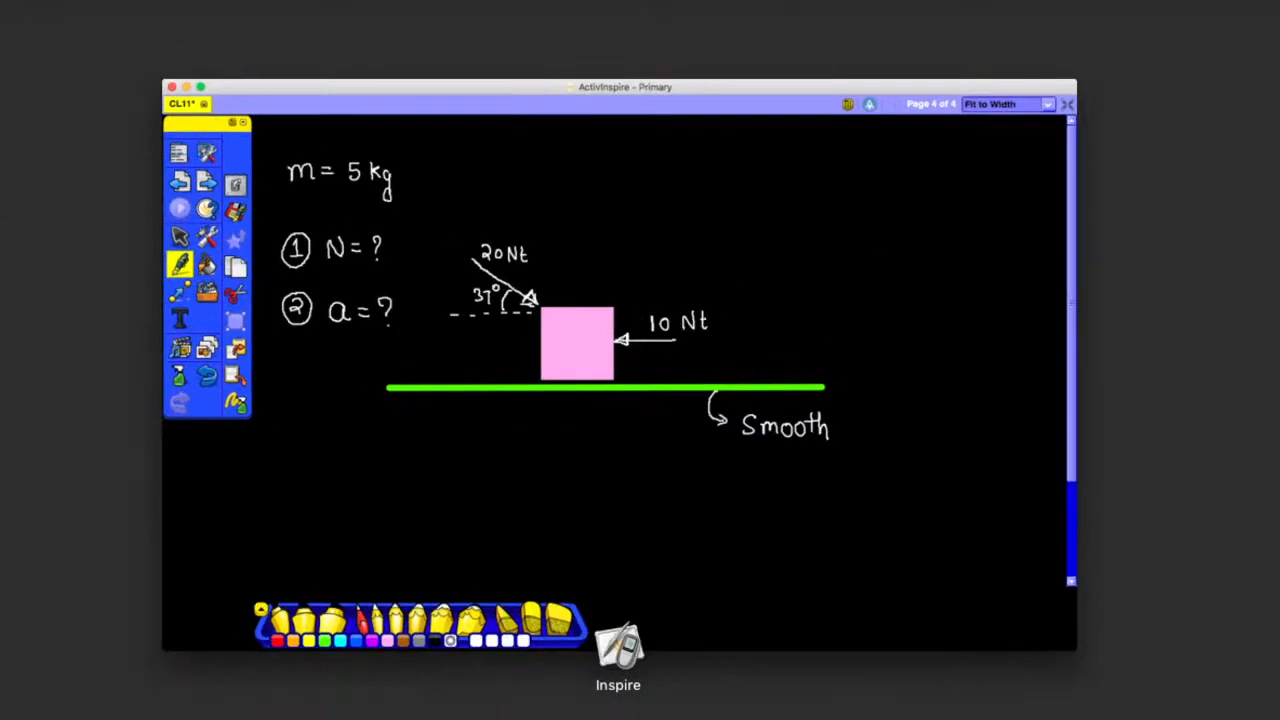 ActivInspire - Primary
CL11*
Page 4 of 4
Fit to Width
m = 5 kg
① N = ?
② a = ?
20 Nt
37°
10 Nt
Smooth
Inspire